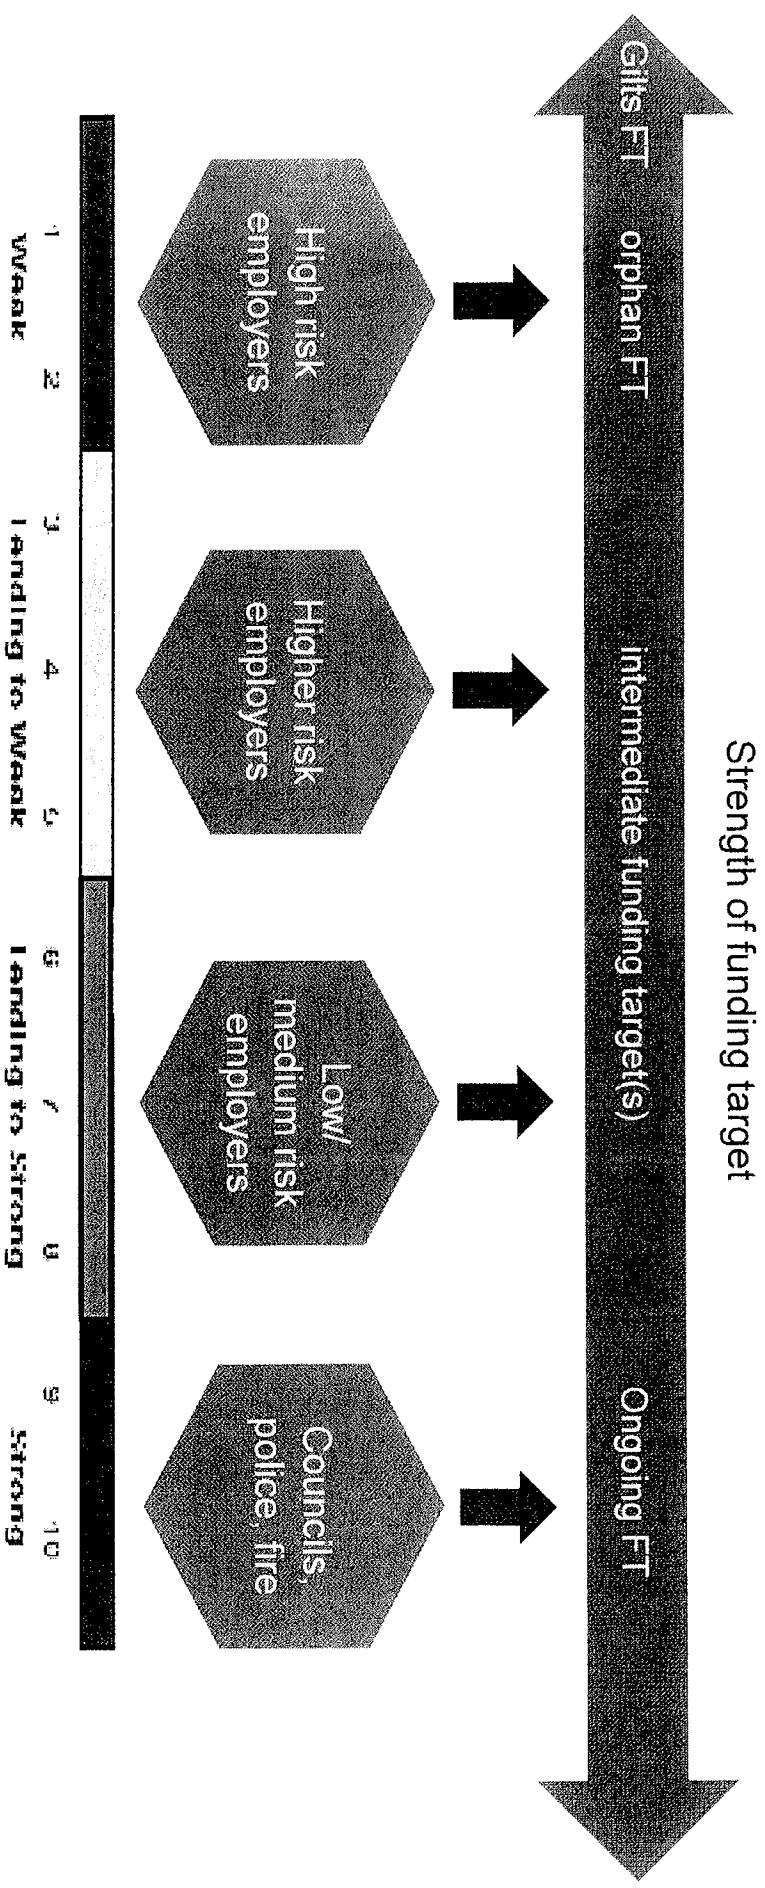 Strength of funding target
Gilts FT orphan FT intermediate funding target(s) Ongoing FT
High risk
employers
Higher risk
employers
Low/
medium risk
employers
Councils,
police, fire
1 2 3 4 5 6 7 8 9 10
Weak Tending to Weak Tending to Strong Strong